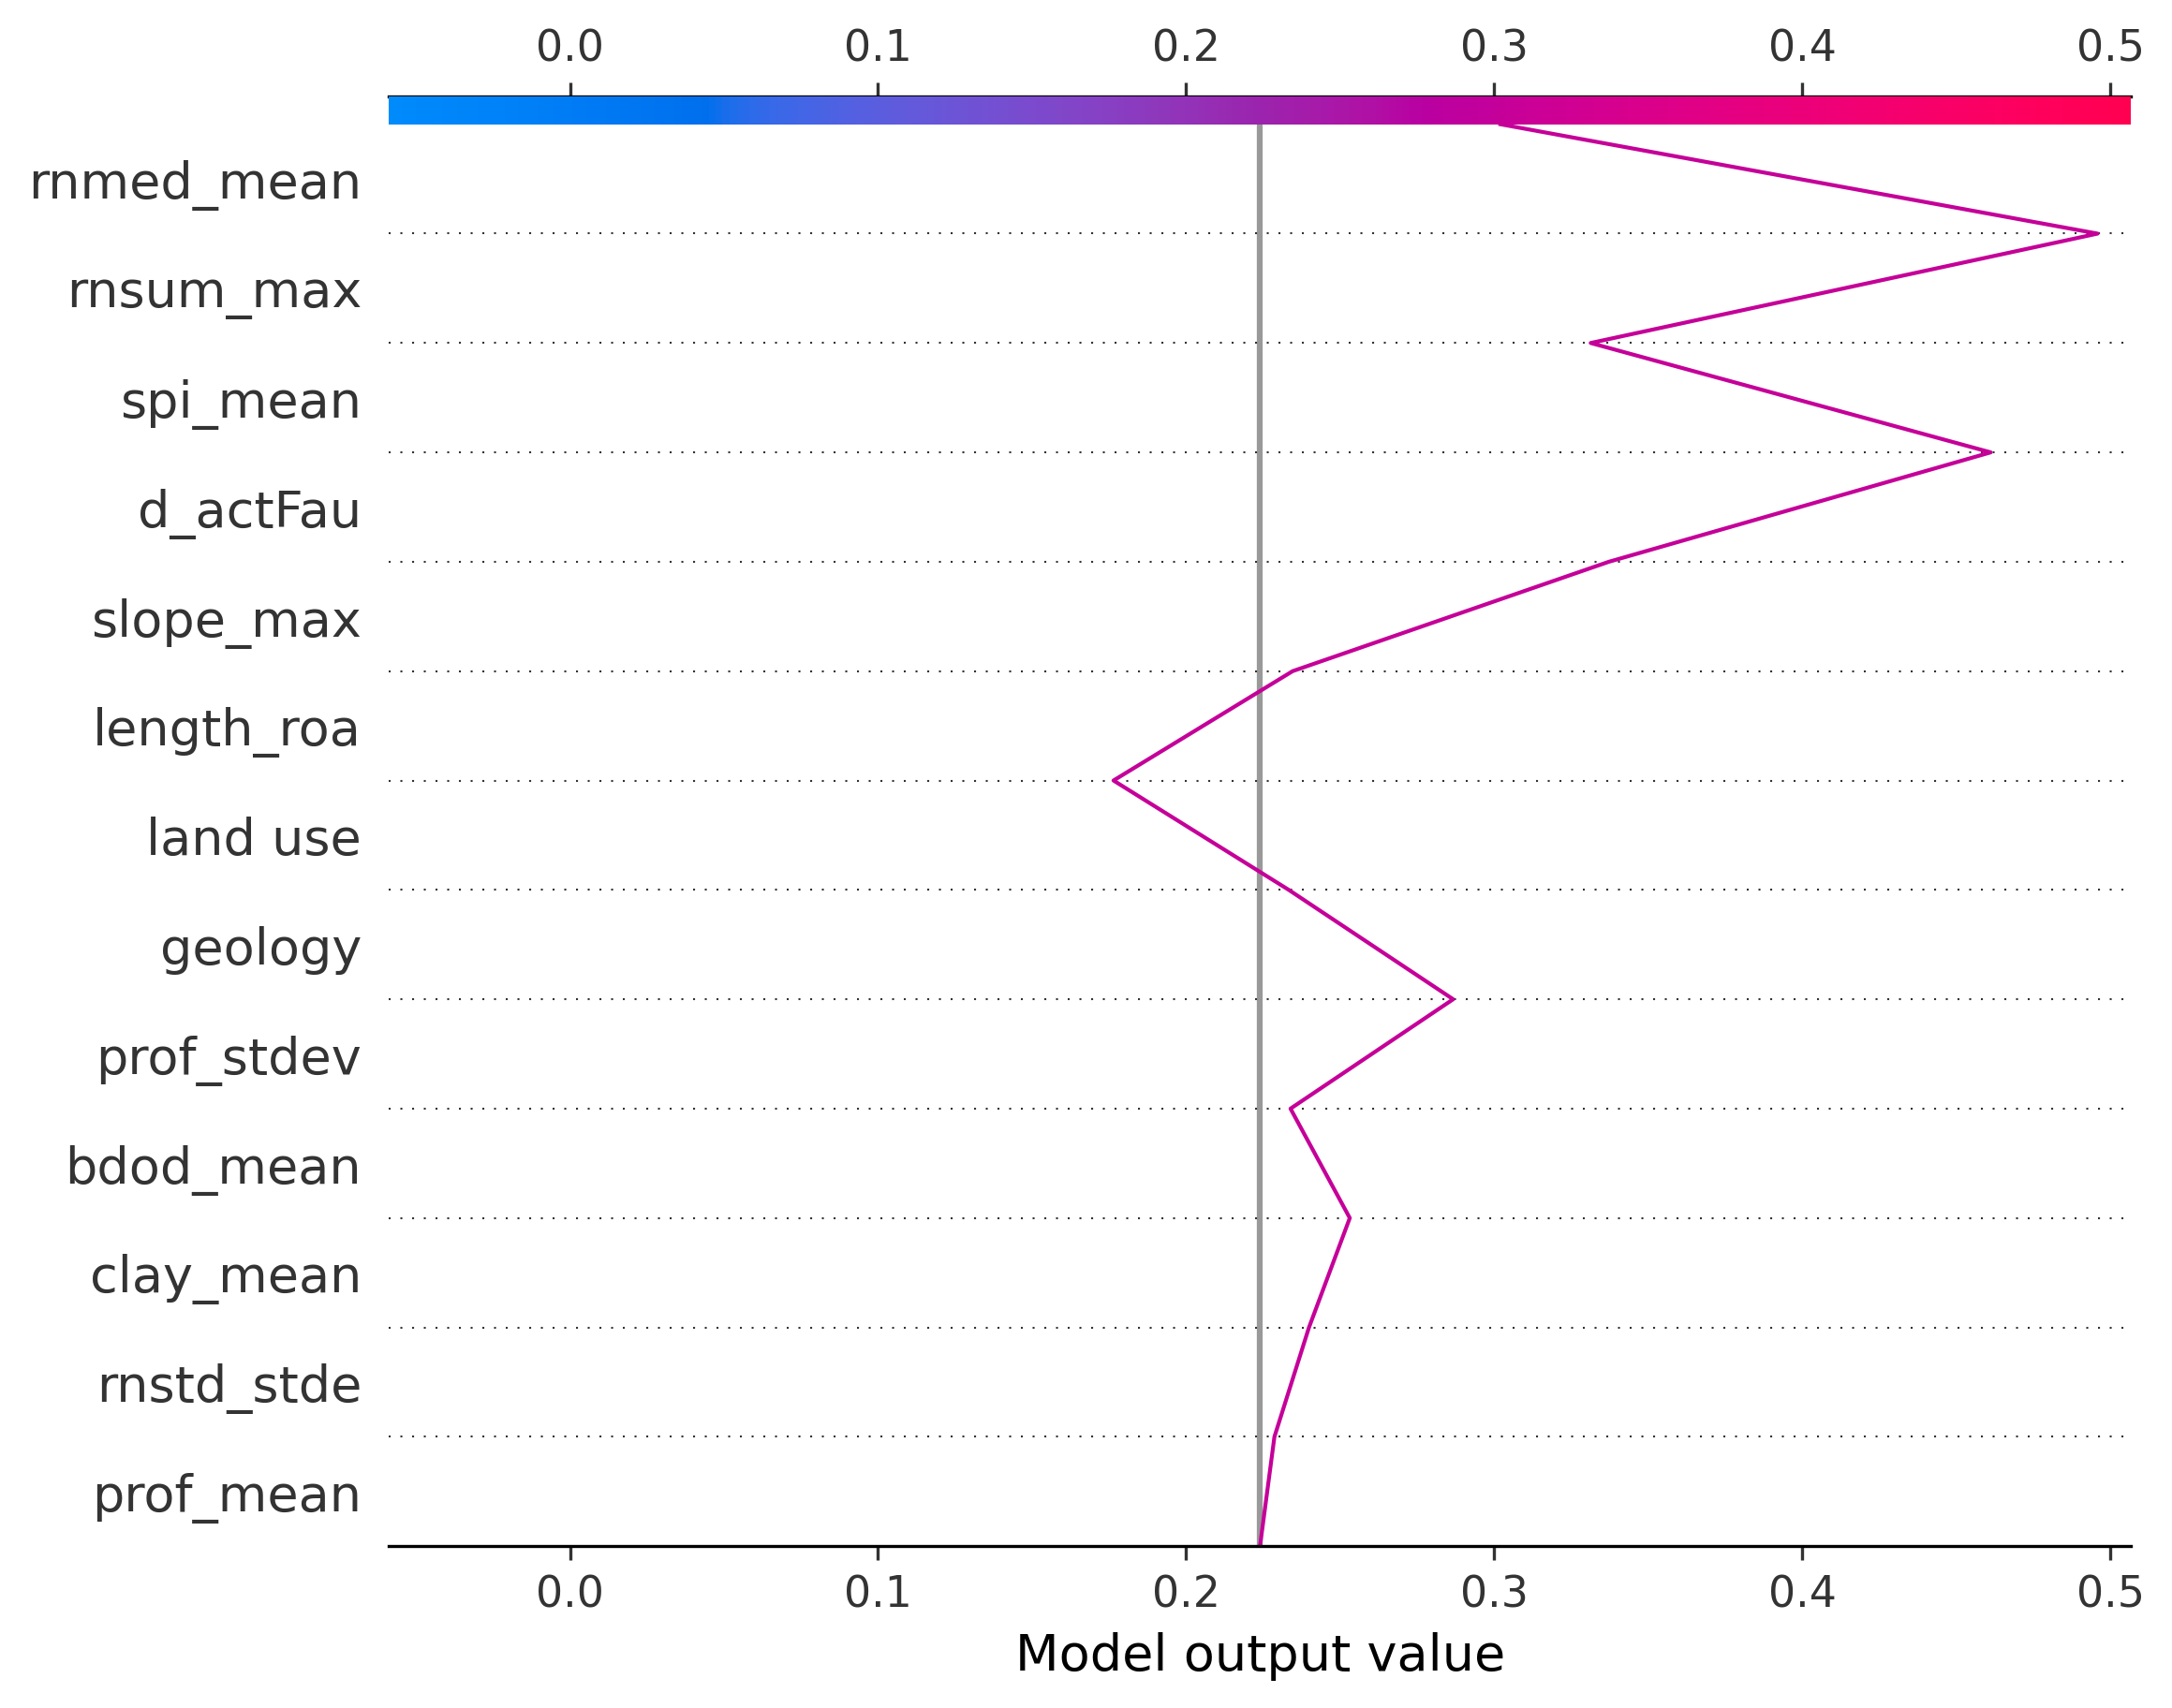 0.0 0.1 0.2 0.3 0.4 0.5
rnmed_mean
rnsum_max
spi_mean
d_actFau
slope_max
length_roa
land use
geology
prof_stdev
bdod_mean
clay_mean
rnstd_stde
prof_mean
0.0 0.1 0.2 0.3 0.4 0.5
Model output value